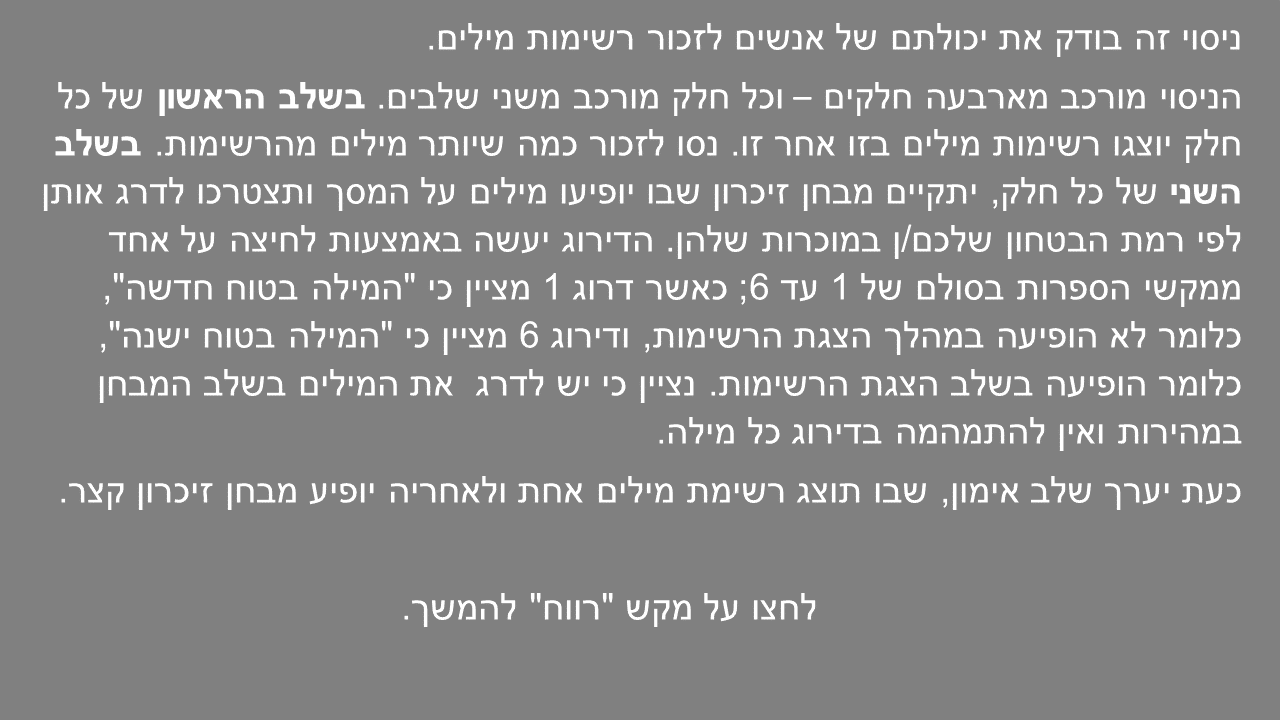 ניסוי זה בודק את יכולתם של אנשים לזכור רשימות מילים.
הניסוי מורכב מארבעה חלקים – וכל חלק מורכב משני שלבים. בשלב הראשון של כל
חלק יוצגו רשימות מילים בזו אחר זו. נסו לזכור כמה שיותר מילים מהרשימות. בשלב
השני של כל חלק, יתקיים מבחן זיכרון שבו יופיעו מילים על המסך ותצטרכו לדרג אותן
לפי רמת הבטחון שלכם/ן במוכרות שלהן. הדירוג יעשה באמצעות לחיצה על אחד
ממקשי הספרות בסולם של 1 עד 6; כאשר דרוג 1 מציין כי "המילה בטוח חדשה",
כלומר לא הופיעה במהלך הצגת הרשימות, ודירוג 6 מציין כי "המילה בטוח ישנה",
כלומר הופיעה בשלב הצגת הרשימות. נציין כי יש לדרג  את המילים בשלב המבחן
במהירות ואין להתמהמה בדירוג כל מילה.
כעת יערך שלב אימון, שבו תוצג רשימת מילים אחת ולאחריה יופיע מבחן זיכרון קצר.
לחצו על מקש "רווח" להמשך.